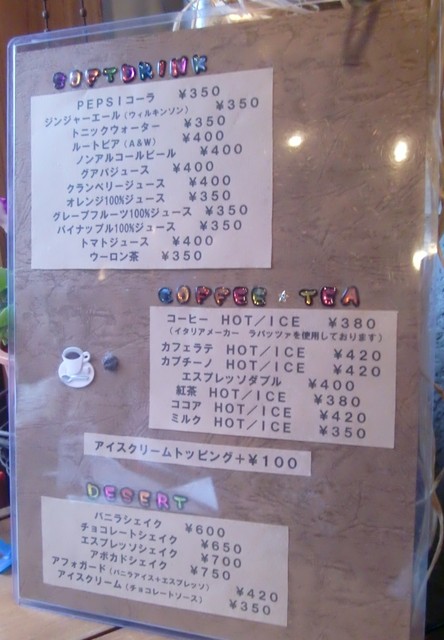 SOFTDRINK
PEPSIコーラ ¥350
ジンジャーエール(ウィルキンソン) ¥350
トニックウォーター ¥350
ルートビア(A&W) ¥400
ノンアルコールビール ¥400
グアバジュース ¥400
クランベリージュース ¥400
オレンジ100%ジュース ¥350
グレープフルーツ100%ジュース ¥350
パイナップル100%ジュース ¥350
トマトジュース ¥400
ウーロン茶 ¥350
COFFEE ★ TEA
コーヒー HOT/ICE ¥380
(イタリアメーカー ラバッツァを使用しております)
カフェラテ HOT/ICE ¥420
カプチーノ HOT/ICE ¥420
エスプレッソダブル ¥400
紅茶 HOT/ICE ¥380
ココア HOT/ICE ¥420
ミルク HOT/ICE ¥350
アイスクリームトッピング+¥100
DESERT
バニラシェイク ¥600
チョコレートシェイク ¥650
エスプレッソシェイク ¥700
アボカドシェイク ¥750
アフォガード(バニラアイス+エスプレッソ) ¥420
アイスクリーム(チョコレートソース) ¥350